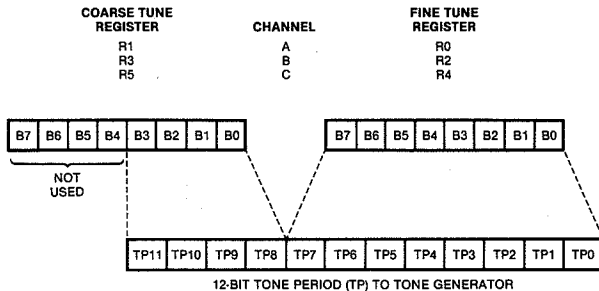 COARSE TUNE REGISTER CHANNEL FINE TUNE REGISTER
R1 A R0
R3 B R2
R5 C R4
B7 B6 B5 B4 B3 B2 B1 B0 B7 B6 B5 B4 B3 B2 B1 B0
NOT USED
TP11 TP10 TP9 TP8 TP7 TP6 TP5 TP4 TP3 TP2 TP1 TP0
12-BIT TONE PERIOD (TP) TO TONE GENERATOR